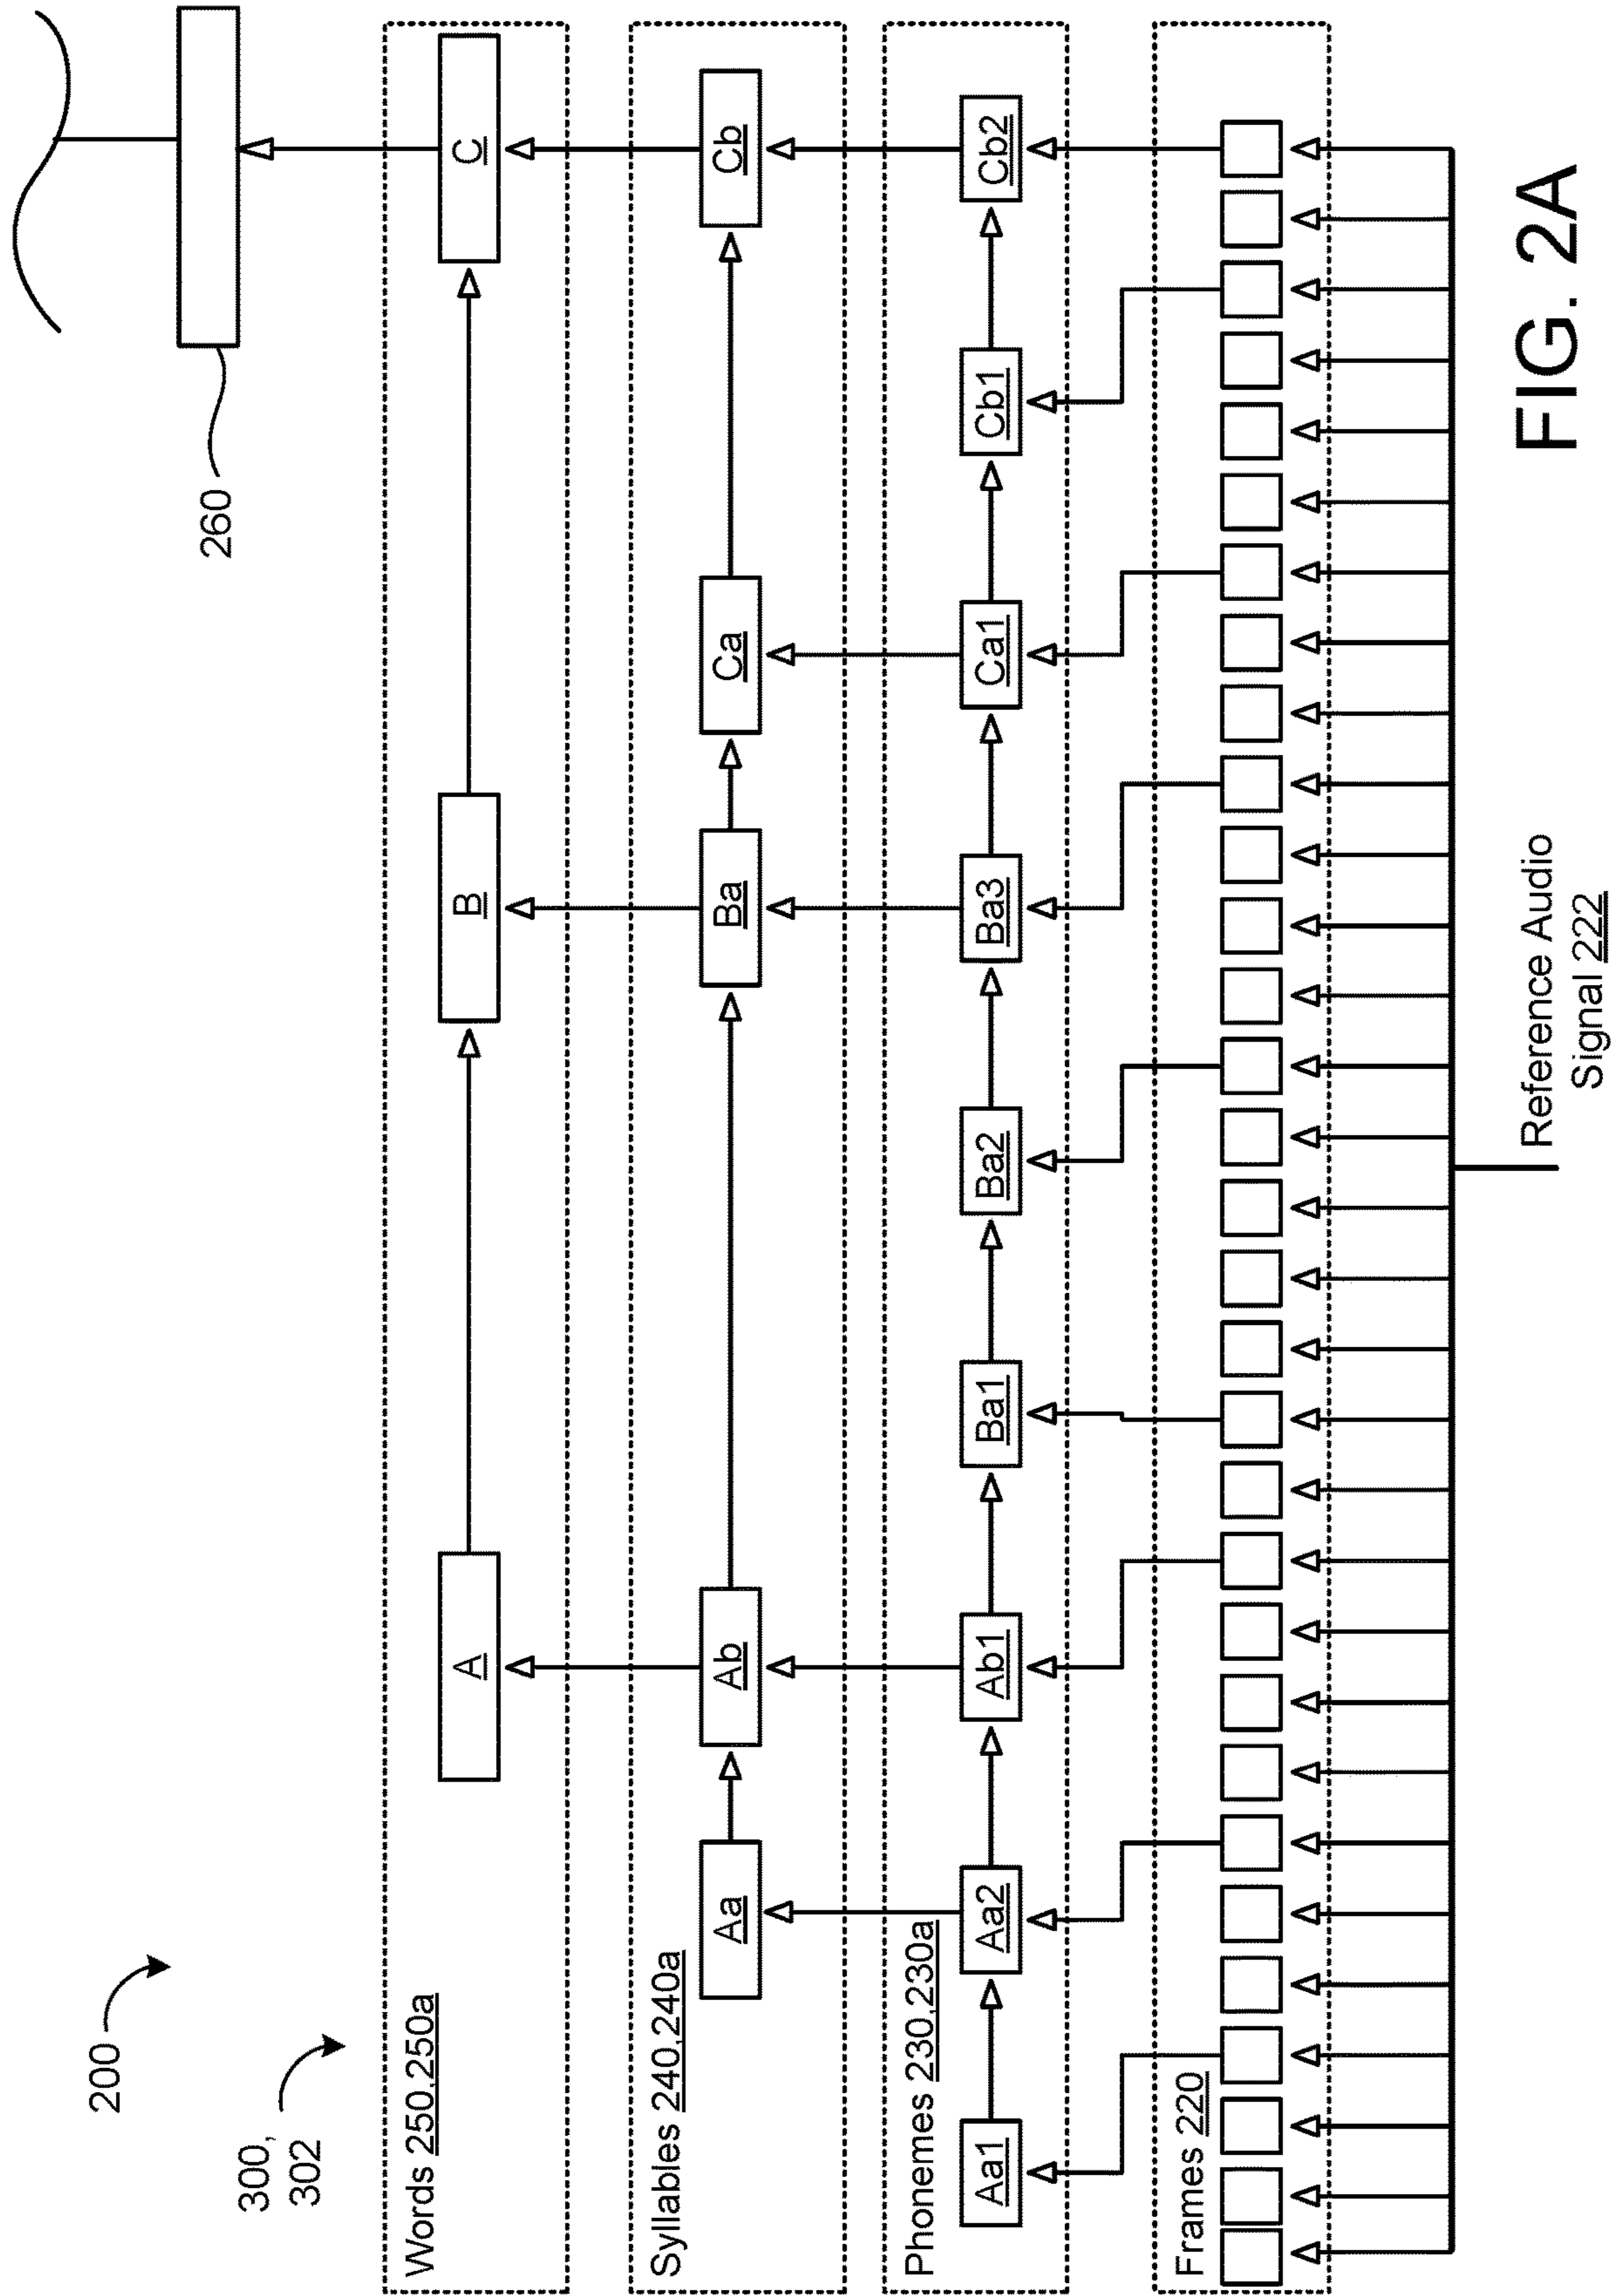 200
300,
302
260
Words 250,250a
A
B
C
Syllables 240,240a
Aa
Ab
Ba
Ca
Cb
Phonemes 230,230a
Aa1
Aa2
Ab1
Ba1
Ba2
Ba3
Ca1
Cb1
Cb2
Frames 220
Reference Audio
Signal 222
FIG. 2A